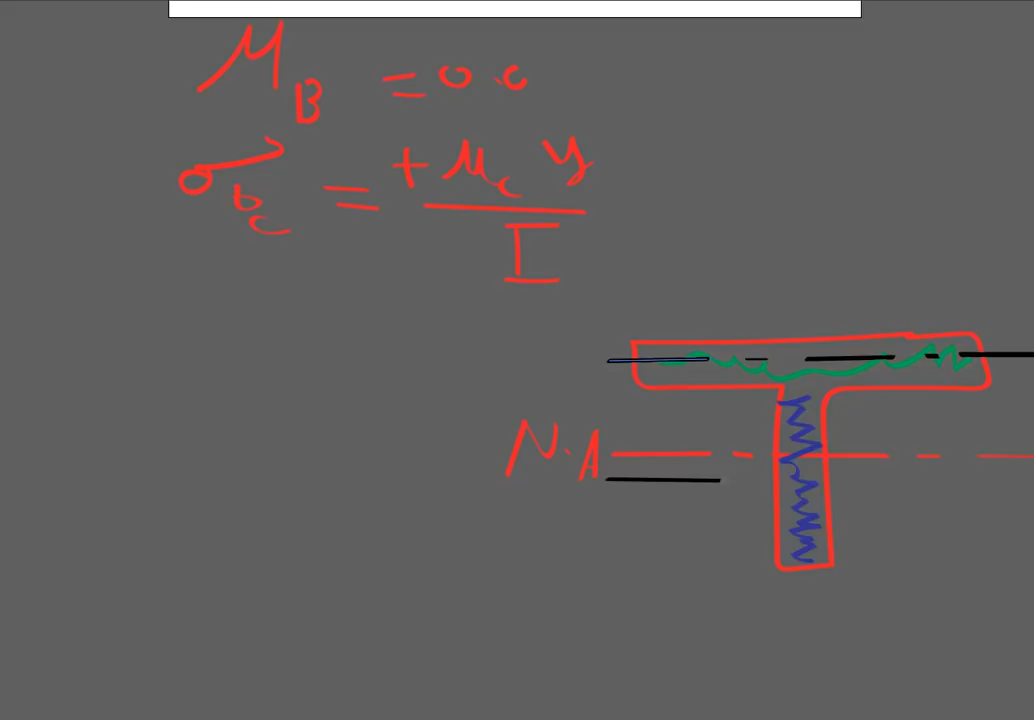 M_B = 0.0
σ_bc = +M_c y / I
N.A